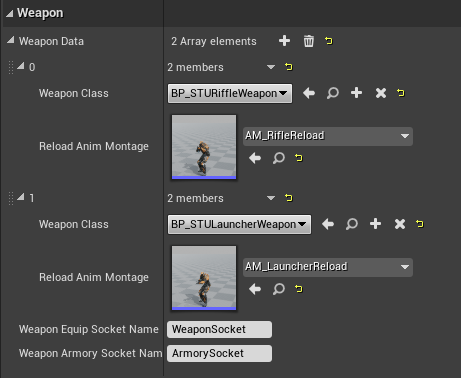 Weapon
Weapon Data 2 Array elements
0 2 members
Weapon Class BP_STURiffleWeapon
Reload Anim Montage AM_RifleReload
1 2 members
Weapon Class BP_STULauncherWeapon
Reload Anim Montage AM_LauncherReload
Weapon Equip Socket Name WeaponSocket
Weapon Armory Socket Nam ArmorySocket